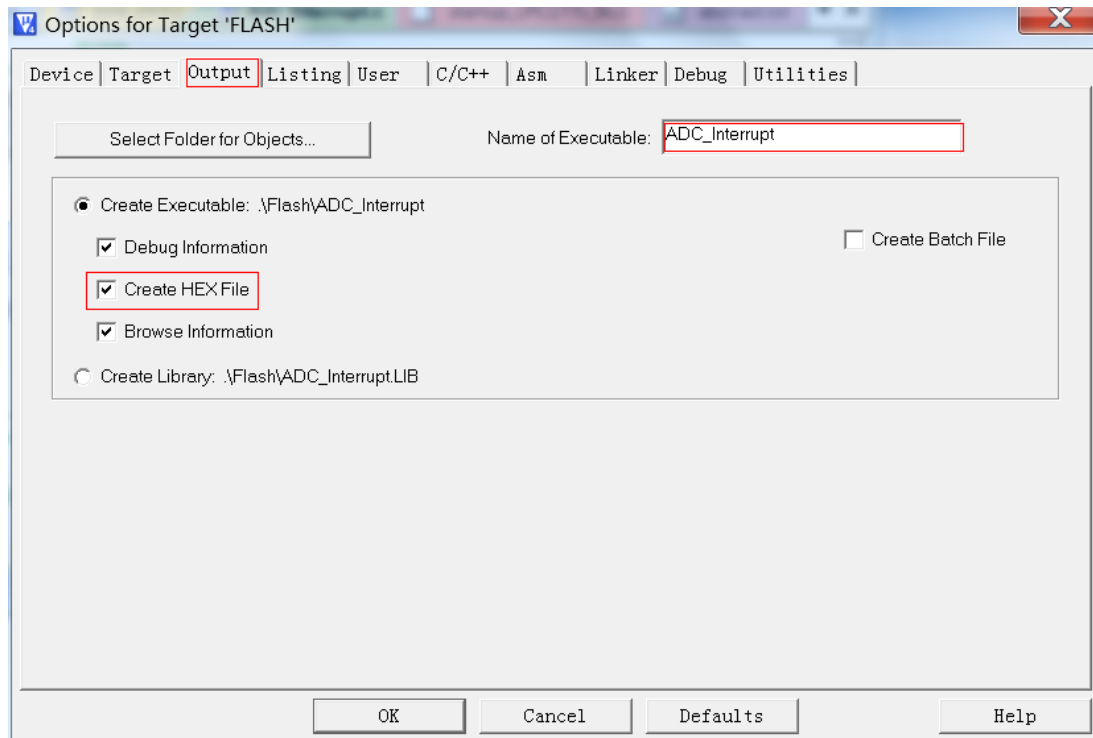 Options for Target 'FLASH'
Device Target Output Listing User C/C++ Asm Linker Debug Utilities
Select Folder for Objects... Name of Executable: ADC_Interrupt
Create Executable: .\Flash\ADC_Interrupt
Debug Information Create Batch File
Create HEX File
Browse Information
Create Library: .\Flash\ADC_Interrupt.LIB
OK Cancel Defaults Help